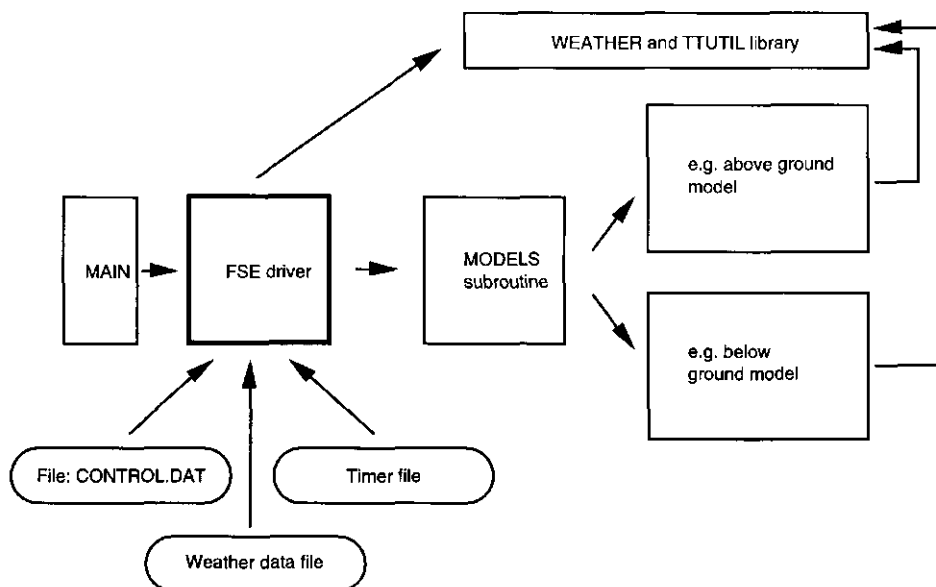 WEATHER and TTUTIL library
e.g. above ground
model
MAIN
FSE driver
MODELS
subroutine
e.g. below
ground model
File: CONTROL.DAT
Timer file
Weather data file